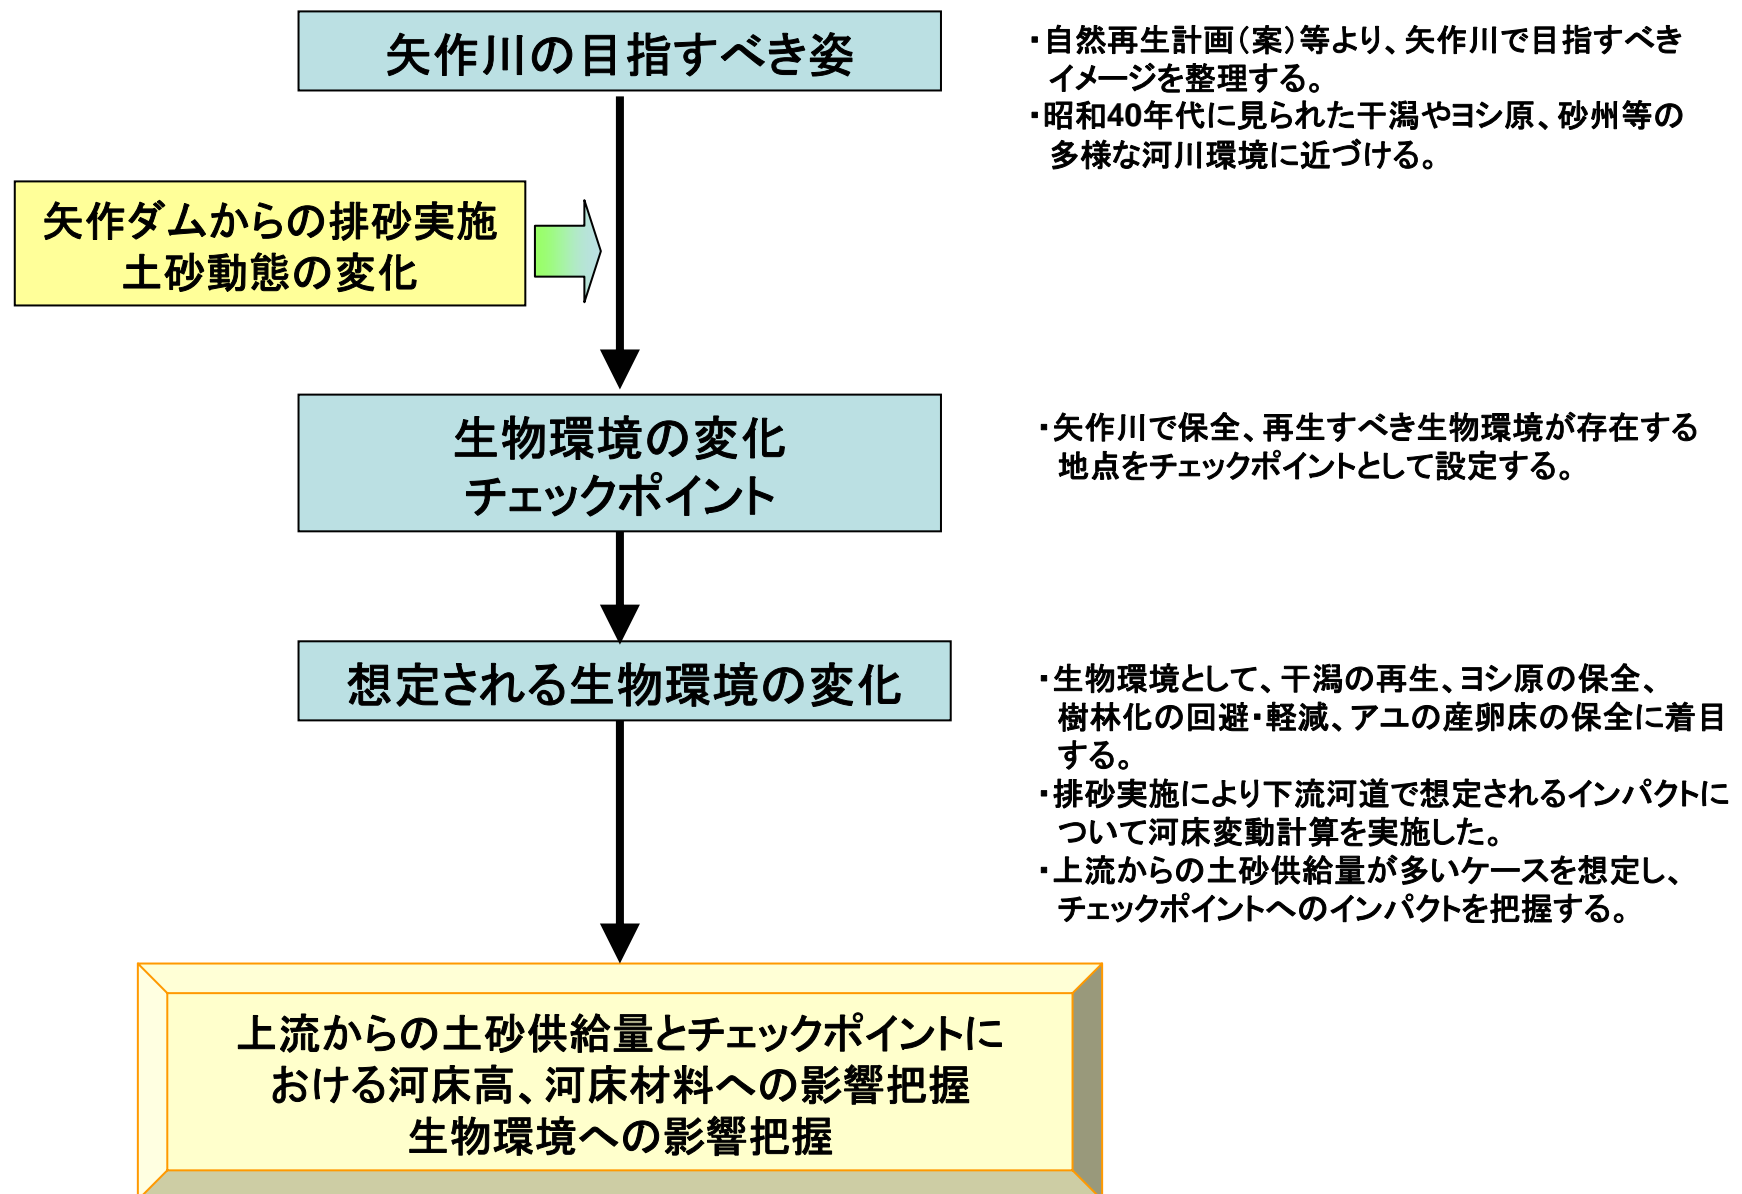 矢作川の目指すべき姿
・自然再生計画（案）等より、矢作川で目指すべき
イメージを整理する。
・昭和40年代に見られた干潟やヨシ原、砂州等の
多様な河川環境に近づける。
矢作ダムからの排砂実施
土砂動態の変化
生物環境の変化
チェックポイント
・矢作川で保全、再生すべき生物環境が存在する
地点をチェックポイントとして設定する。
想定される生物環境の変化
・生物環境として、干潟の再生、ヨシ原の保全、
樹林化の回避・軽減、アユの産卵床の保全に着目
する。
・排砂実施により下流河道で想定されるインパクトに
ついて河床変動計算を実施した。
・上流からの土砂供給量が多いケースを想定し、
チェックポイントへのインパクトを把握する。
上流からの土砂供給量とチェックポイントに
おける河床高、河床材料への影響把握
生物環境への影響把握